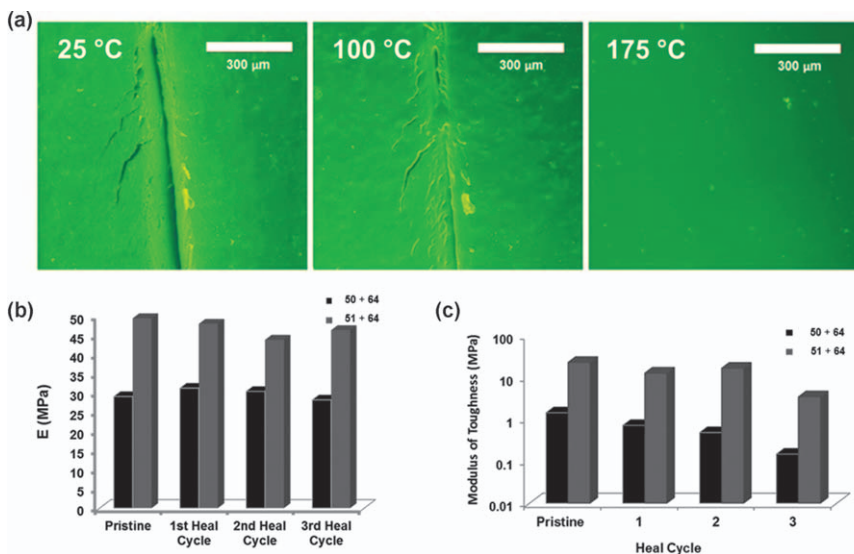 (a)
25 °C
300 µm
100 °C
300 µm
175 °C
300 µm
(b)
50 + 64
51 + 64
50
45
40
35
30
25
20
15
10
5
0
E (MPa)
Pristine
1st Heal Cycle
2nd Heal Cycle
3rd Heal Cycle
(c)
50 + 64
51 + 64
100
10
1
0.1
0.01
Modulus of Toughness (MPa)
Pristine
1
2
3
Heal Cycle